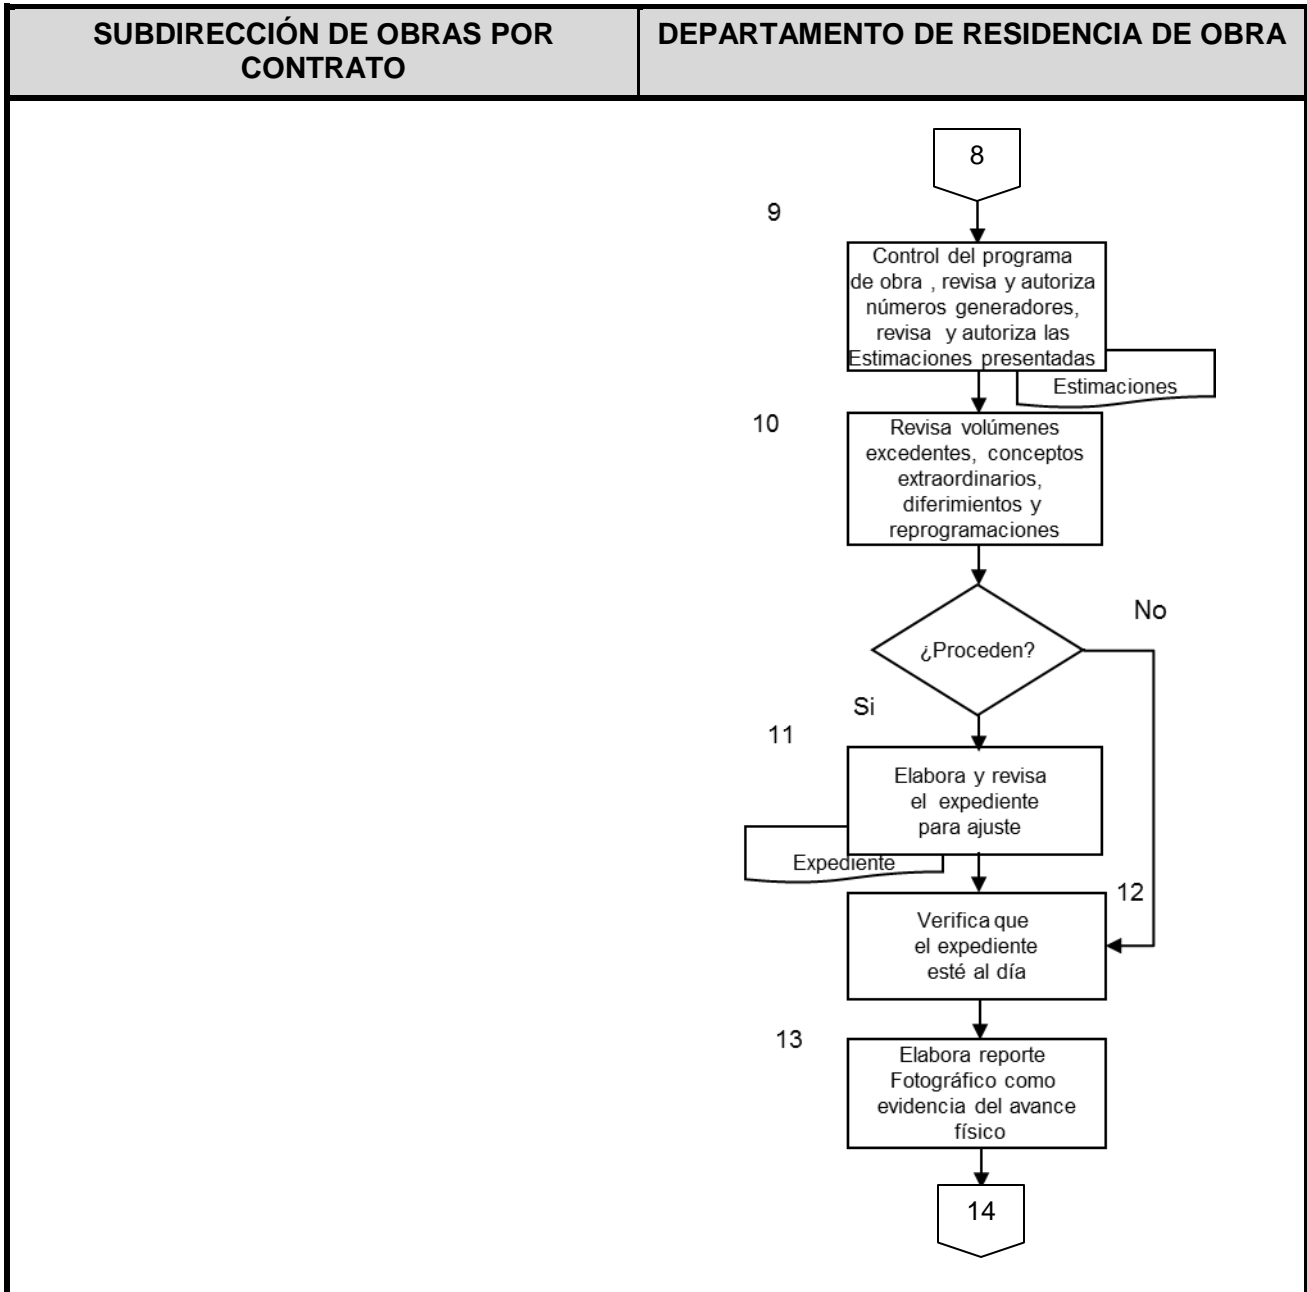 SUBDIRECCIÓN DE OBRAS POR
CONTRATO
DEPARTAMENTO DE RESIDENCIA DE OBRA
8
9
Control del programa
de obra , revisa y autoriza
números generadores,
revisa y autoriza las
Estimaciones presentadas
Estimaciones
10
Revisa volúmenes
excedentes, conceptos
extraordinarios,
diferimientos y
reprogramaciones
¿Proceden?
No
Si
11
Elabora y revisa
el expediente
para ajuste
Expediente
12
Verifica que
el expediente
esté al día
13
Elabora reporte
Fotográfico como
evidencia del avance
físico
14